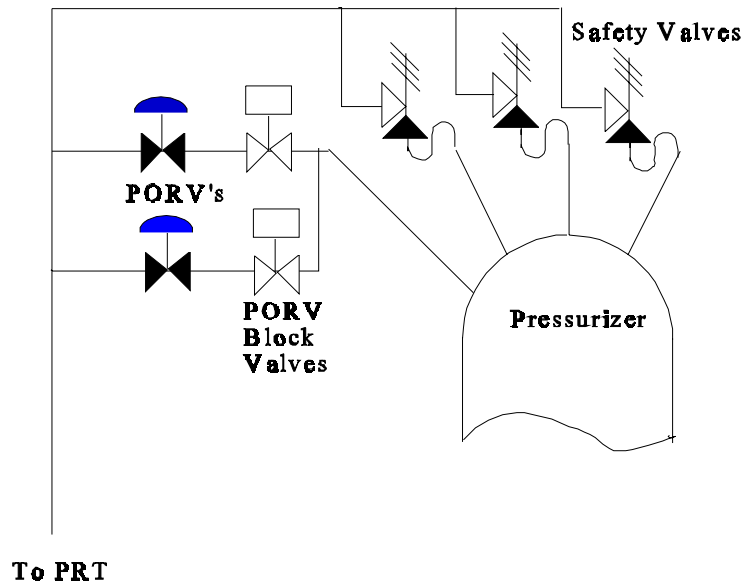 Safety Valves
PORV's
PORV
Block
Valves
Pressurizer
To PRT